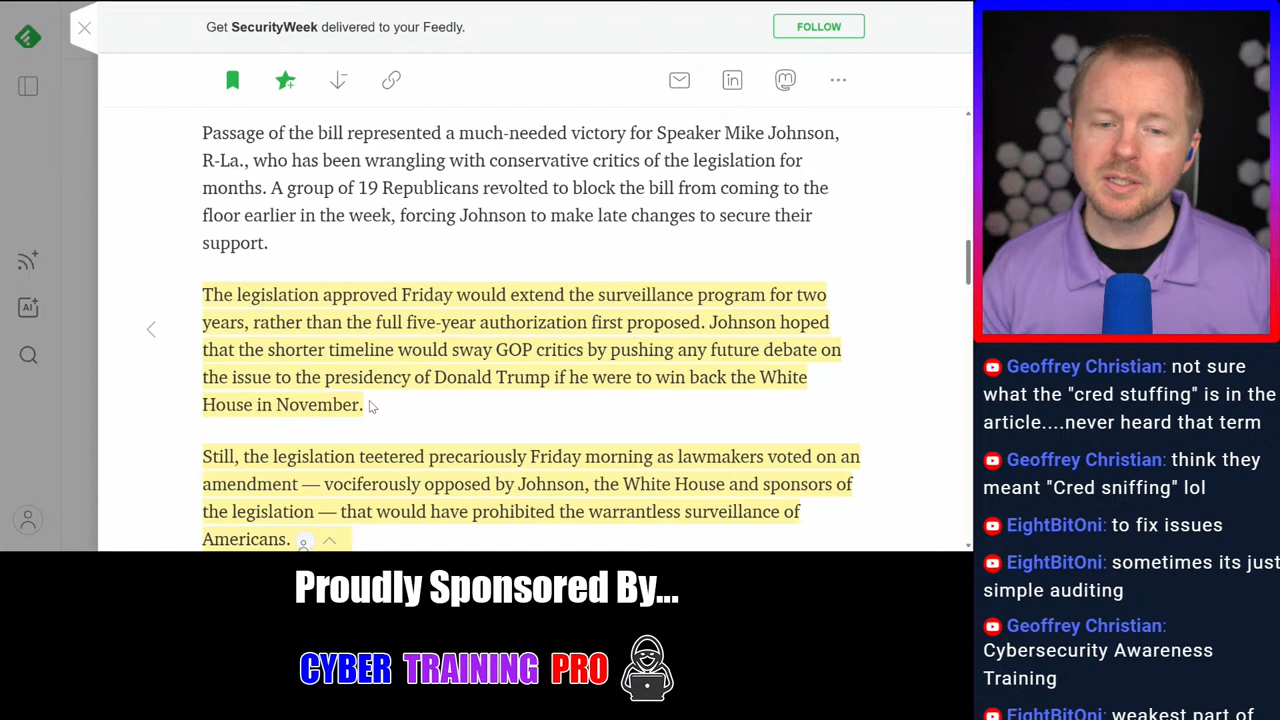 Get SecurityWeek delivered to your Feedly.
FOLLOW
Passage of the bill represented a much-needed victory for Speaker Mike Johnson,
R-La., who has been wrangling with conservative critics of the legislation for
months. A group of 19 Republicans revolted to block the bill from coming to the
floor earlier in the week, forcing Johnson to make late changes to secure their
support.
The legislation approved Friday would extend the surveillance program for two
years, rather than the full five-year authorization first proposed. Johnson hoped
that the shorter timeline would sway GOP critics by pushing any future debate on
the issue to the presidency of Donald Trump if he were to win back the White
House in November.
Still, the legislation teetered precariously Friday morning as lawmakers voted on an
amendment — vociferously opposed by Johnson, the White House and sponsors of
the legislation — that would have prohibited the warrantless surveillance of
Americans.
AI+
in
Proudly Sponsored By...
CYBER TRAINING PRO
Geoffrey Christian: not sure
what the "cred stuffing" is in the
article....never heard that term
Geoffrey Christian: think they
meant "Cred sniffing" lol
EightBitOni: to fix issues
EightBitOni: sometimes its just
simple auditing
Geoffrey Christian:
Cybersecurity Awareness
Training
EightBitOni: weakest part of